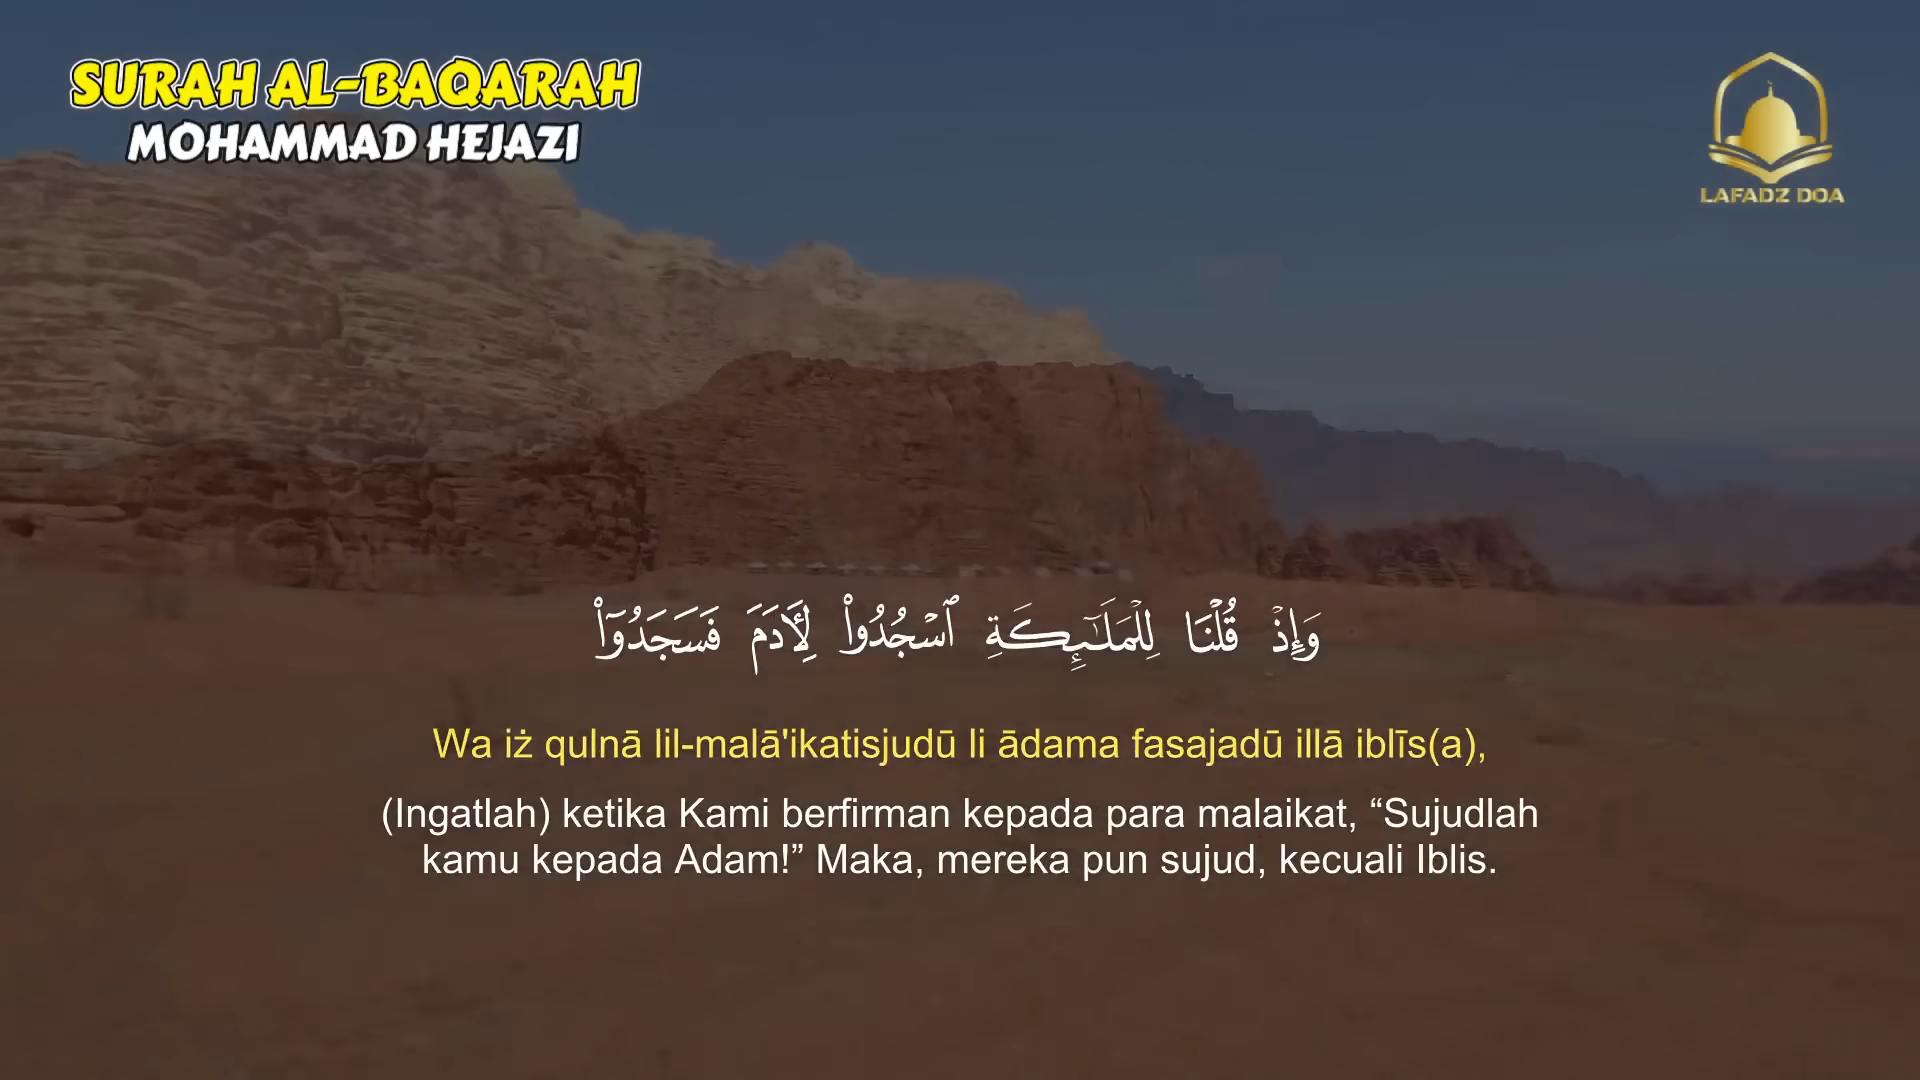 SURAH AL-BAQARAH
MOHAMMAD HEJAZI
LAFADZ DOA
وَإِذْ قُلْنَا لِلْمَلَـٰٓئِكَةِ ٱسْجُدُوا۟ لِـَٔادَمَ فَسَجَدُوٓا۟
Wa iż qulnā lil-malā'ikatisjudū li ādama fasajadū illā iblīs(a),
(Ingatlah) ketika Kami berfirman kepada para malaikat, “Sujudlah
kamu kepada Adam!” Maka, mereka pun sujud, kecuali Iblis.